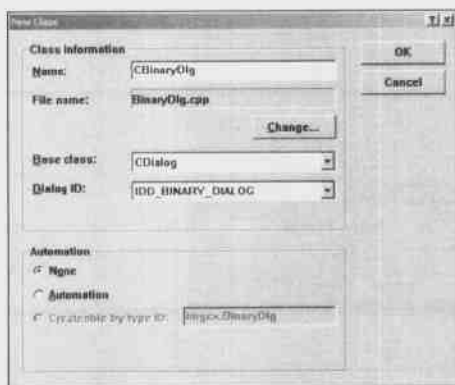 New Class
Class information
Name: CBinaryDlg
File name: BinaryDlg.cpp
Change...
Base class: CDialog
Dialog ID: IDD_BINARY_DIALOG
Automation
None
Automation
Createable by type ID: .BinaryDlg
OK
Cancel